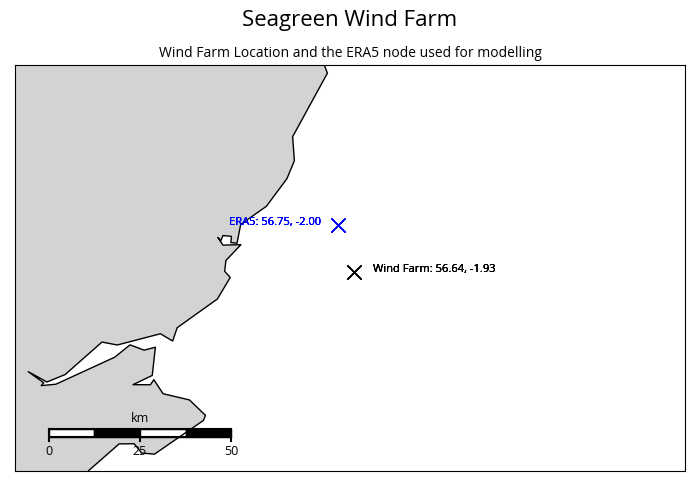 Seagreen Wind Farm
Wind Farm Location and the ERA5 node used for modelling
ERA5: 56.75, -2.00
Wind Farm: 56.64, -1.93
km
0 25 50